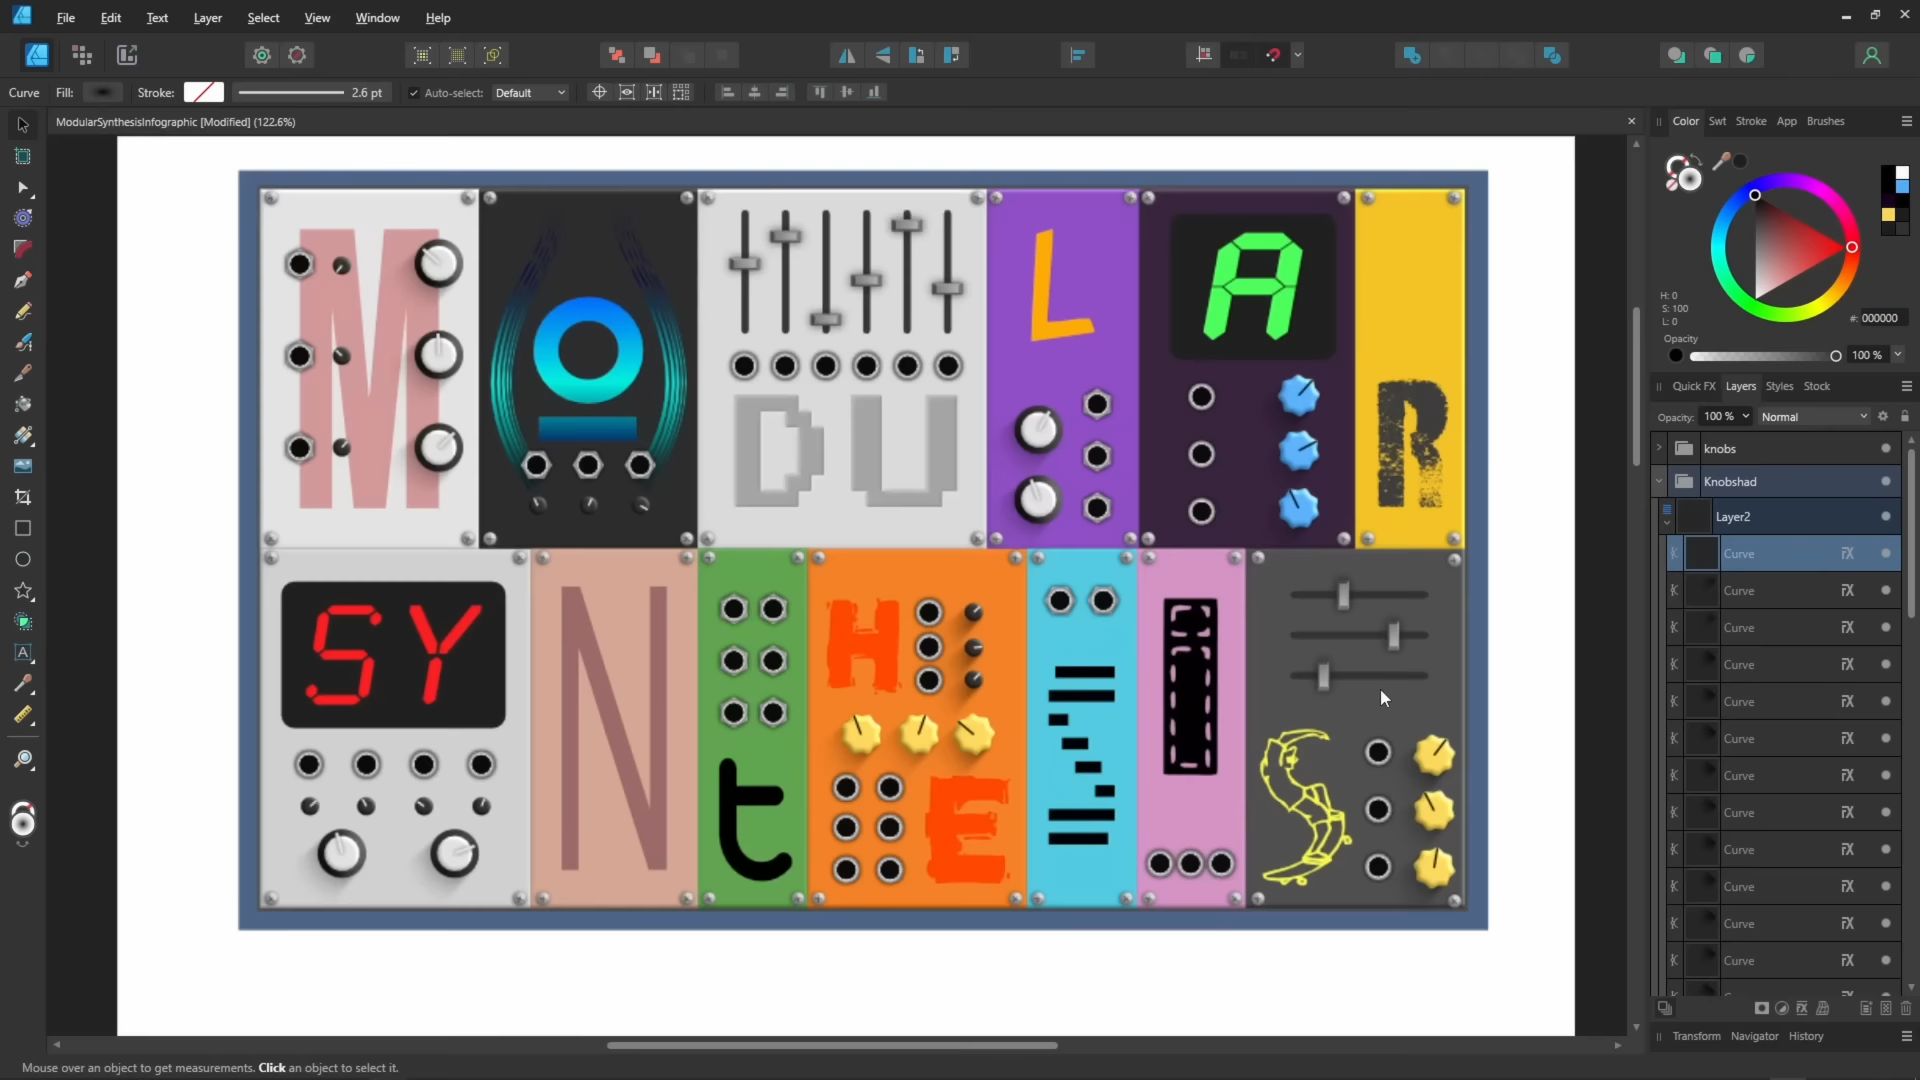 File Edit Text Layer Select View Window Help
Curve Fill: Stroke: 2.6 pt Auto-select: Default
ModularSynthesisInfographic [Modified] (122.6%)
Color Swt Stroke App Brushes
H: 0
S: 100
L: 0
#: 000000
Opacity
100 %
Quick FX Layers Styles Stock
Opacity: 100 % Normal
knobs
Knobshad
Layer2
Curve
Curve
Curve
Curve
Curve
Curve
Curve
Curve
Curve
Curve
Curve
Curve
Transform Navigator History
M O D U L A R
S Y N t H E S I S
Mouse over an object to get measurements. Click an object to select it.